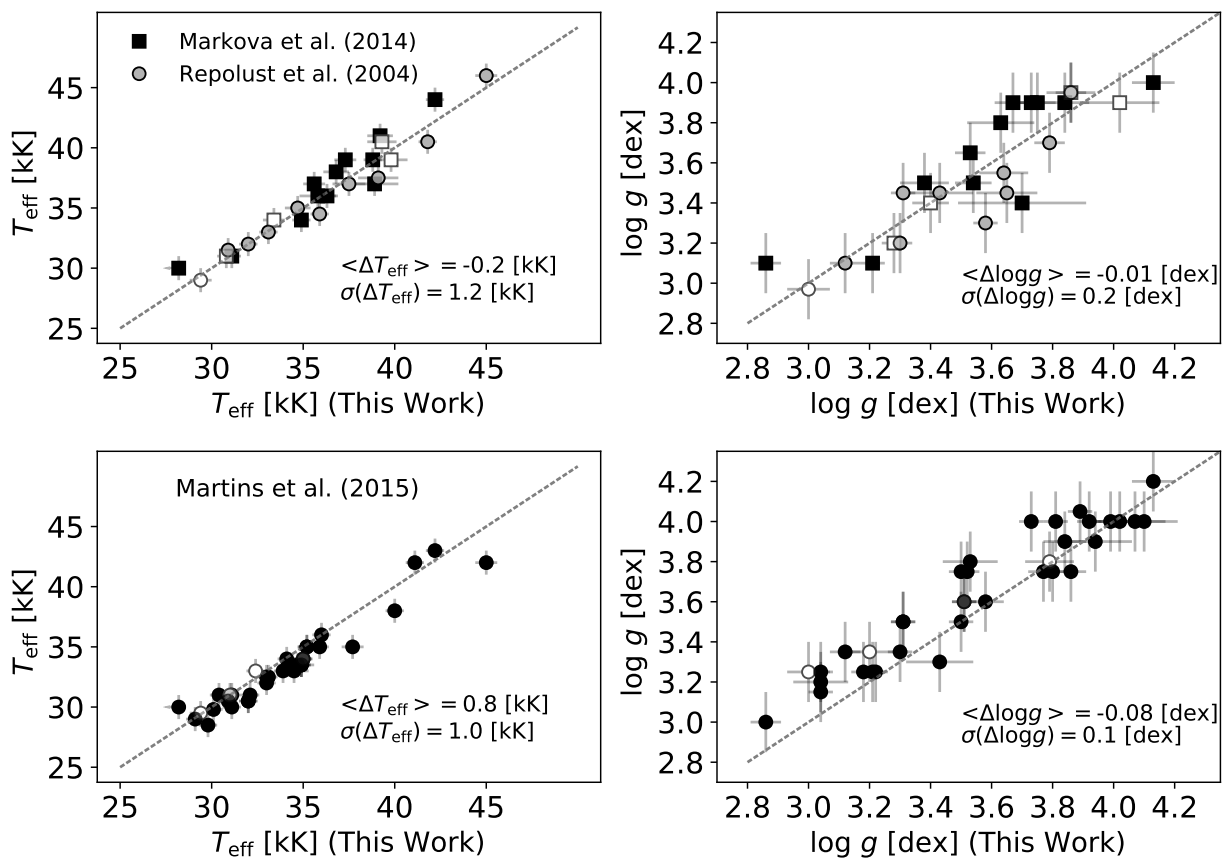 Markova et al. (2014)
Repolust et al. (2004)
45
40
35
30
25
T_eff [kK]
<ΔT_eff> = -0.2 [kK]
σ(ΔT_eff) = 1.2 [kK]
25 30 35 40 45
T_eff [kK] (This Work)
4.2
4.0
3.8
3.6
3.4
3.2
3.0
2.8
log g [dex]
<Δlogg> = -0.01 [dex]
σ(Δlogg) = 0.2 [dex]
2.8 3.0 3.2 3.4 3.6 3.8 4.0 4.2
log g [dex] (This Work)
Martins et al. (2015)
45
40
35
30
25
T_eff [kK]
<ΔT_eff> = 0.8 [kK]
σ(ΔT_eff) = 1.0 [kK]
25 30 35 40 45
T_eff [kK] (This Work)
4.2
4.0
3.8
3.6
3.4
3.2
3.0
2.8
log g [dex]
<Δlogg> = -0.08 [dex]
σ(Δlogg) = 0.1 [dex]
2.8 3.0 3.2 3.4 3.6 3.8 4.0 4.2
log g [dex] (This Work)